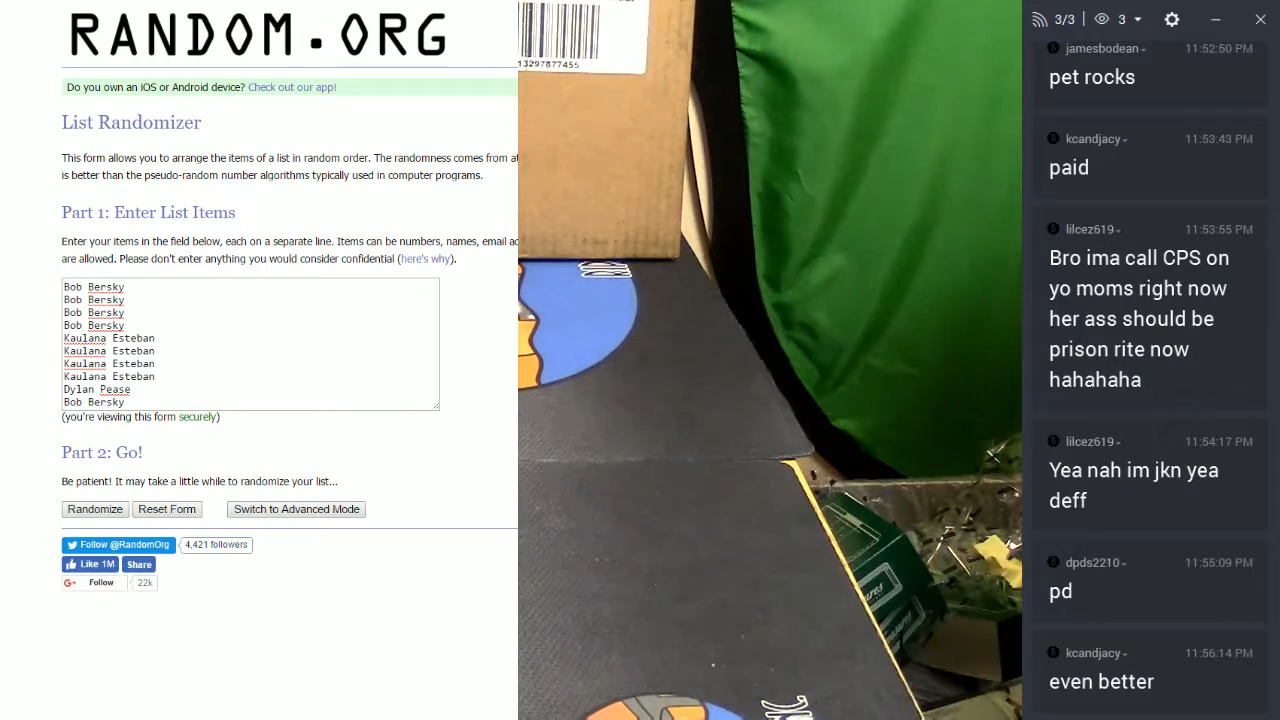 RANDOM.ORG
Do you own an iOS or Android device? Check out our app!
List Randomizer
This form allows you to arrange the items of a list in random order. The randomness comes from at
is better than the pseudo-random number algorithms typically used in computer programs.
Part 1: Enter List Items
Enter your items in the field below, each on a separate line. Items can be numbers, names, email ad
are allowed. Please don't enter anything you would consider confidential (here's why).
Bob Bersky
Bob Bersky
Bob Bersky
Bob Bersky
Kaulana Esteban
Kaulana Esteban
Kaulana Esteban
Kaulana Esteban
Dylan Pease
Bob Bersky
(you're viewing this form securely)
Part 2: Go!
Be patient! It may take a little while to randomize your list...
Randomize Reset Form Switch to Advanced Mode
Follow @RandomOrg 4,421 followers
Like 1M Share
G+ Follow 22k
13297877455
3/3 3
jamesbodean 11:52:50 PM
pet rocks
kcandjacy 11:53:43 PM
paid
lilcez619 11:53:55 PM
Bro ima call CPS on
yo moms right now
her ass should be
prison rite now
hahahaha
lilcez619 11:54:17 PM
Yea nah im jkn yea
deff
dpds2210 11:55:09 PM
pd
kcandjacy 11:56:14 PM
even better